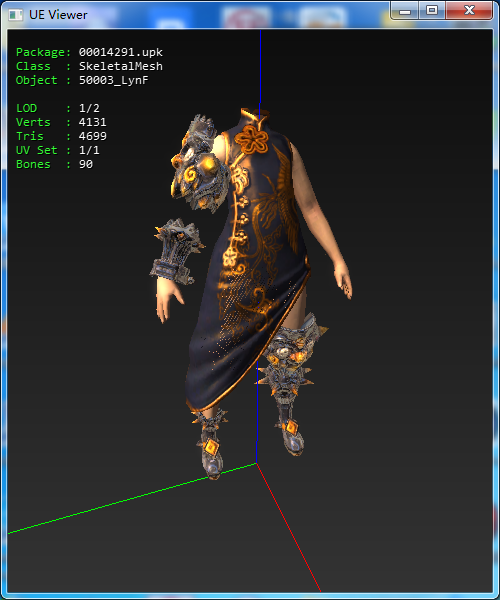 UE Viewer
Package: 00014291.upk
Class : SkeletalMesh
Object : 50003_LynF
LOD : 1/2
Verts : 4131
Tris : 4699
UV Set : 1/1
Bones : 90